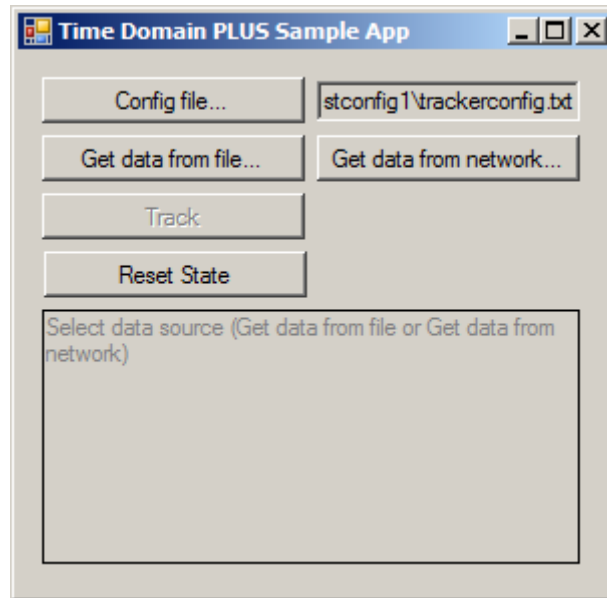 Time Domain PLUS Sample App
Config file...
stconfig1\trackerconfig.txt
Get data from file...
Get data from network...
Track
Reset State
Select data source (Get data from file or Get data from
network)